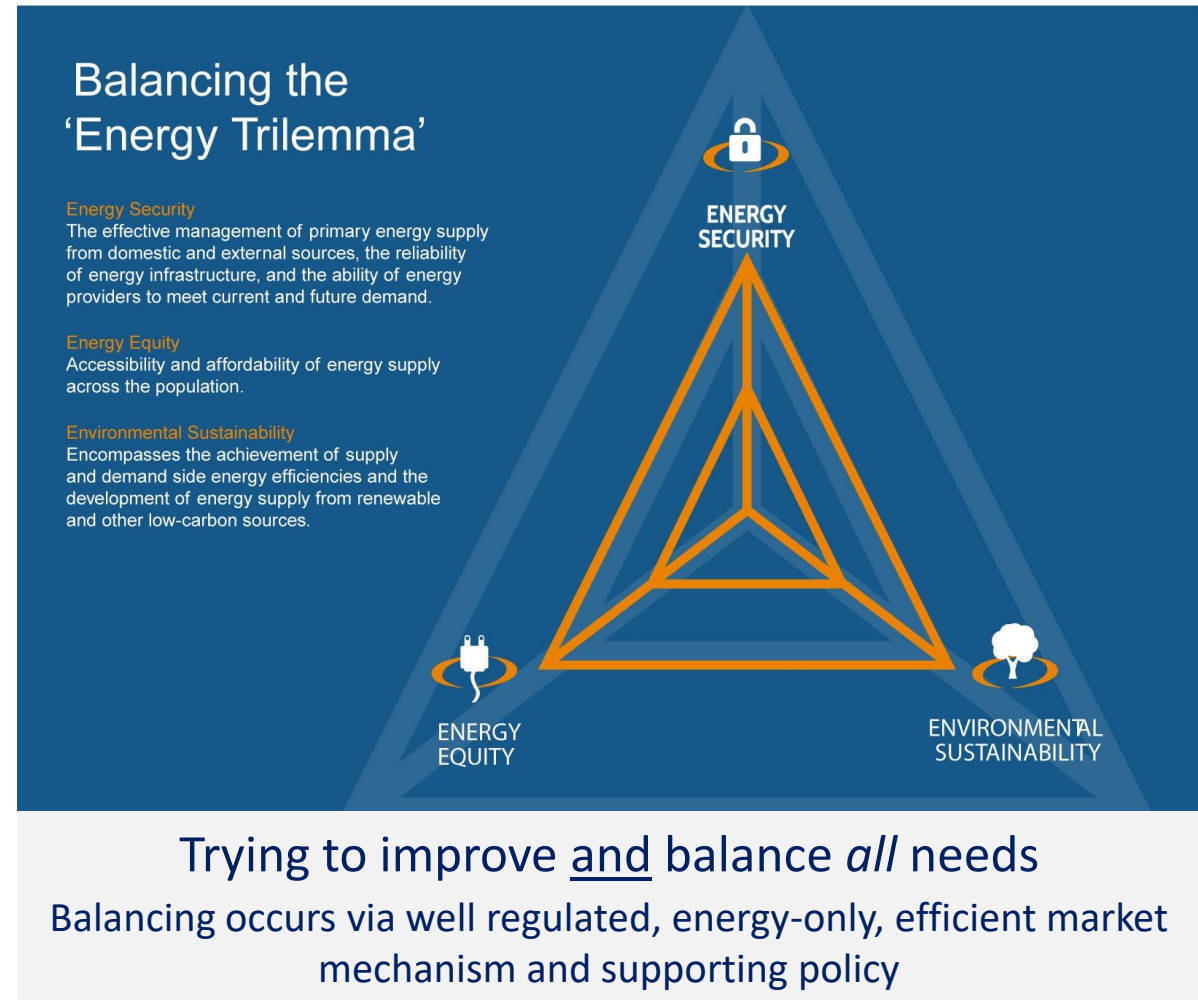 Balancing the
‘Energy Trilemma’
Energy Security
The effective management of primary energy supply
from domestic and external sources, the reliability
of energy infrastructure, and the ability of energy
providers to meet current and future demand.
Energy Equity
Accessibility and affordability of energy supply
across the population.
Environmental Sustainability
Encompasses the achievement of supply
and demand side energy efficiencies and the
development of energy supply from renewable
and other low-carbon sources.
ENERGY
SECURITY
ENERGY
EQUITY
ENVIRONMENTAL
SUSTAINABILITY
Trying to improve and balance all needs
Balancing occurs via well regulated, energy-only, efficient market
mechanism and supporting policy